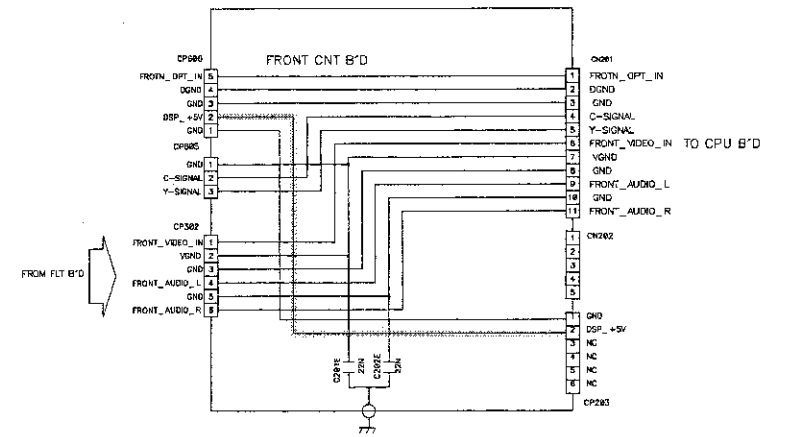 FRONT CNT B'D
CP606
FROTN_OPT_IN 5
DGND 4
GND 3
DSP_+5V 2
GND 1
CP605
GND 1
C-SIGNAL 2
Y-SIGNAL 3
CP302
FRONT_VIDEO_IN 1
VGND 2
GND 3
FRONT_AUDIO_L 4
GND 5
FRONT_AUDIO_R 6
FROM FLT B'D
CN201
1 FROTN_OPT_IN
2 DGND
3 GND
4 C-SIGNAL
5 Y-SIGNAL
6 FRONT_VIDEO_IN
7 VGND
8 GND
9 FRONT_AUDIO_L
10 GND
11 FRONT_AUDIO_R
TO CPU B'D
CN202
1
2
3
4
5
1 GND
2 DSP_+5V
3 NC
4 NC
5 NC
6 NC
CP203
C201E
22N
C202E
22N